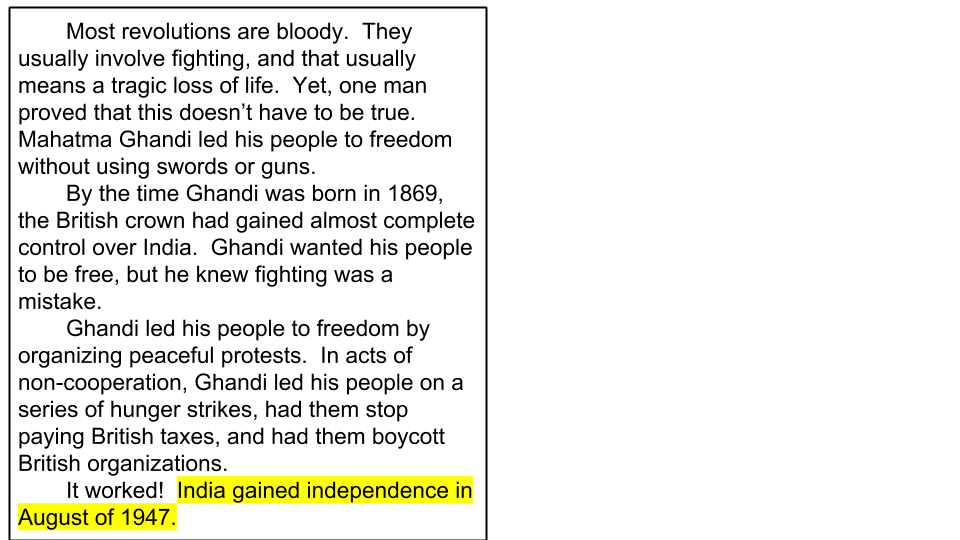 Most revolutions are bloody.  They
usually involve fighting, and that usually
means a tragic loss of life.  Yet, one man
proved that this doesn’t have to be true.
Mahatma Ghandi led his people to freedom
without using swords or guns.
By the time Ghandi was born in 1869,
the British crown had gained almost complete
control over India.  Ghandi wanted his people
to be free, but he knew fighting was a
mistake.
Ghandi led his people to freedom by
organizing peaceful protests.  In acts of
non-cooperation, Ghandi led his people on a
series of hunger strikes, had them stop
paying British taxes, and had them boycott
British organizations.
It worked!  India gained independence in
August of 1947.